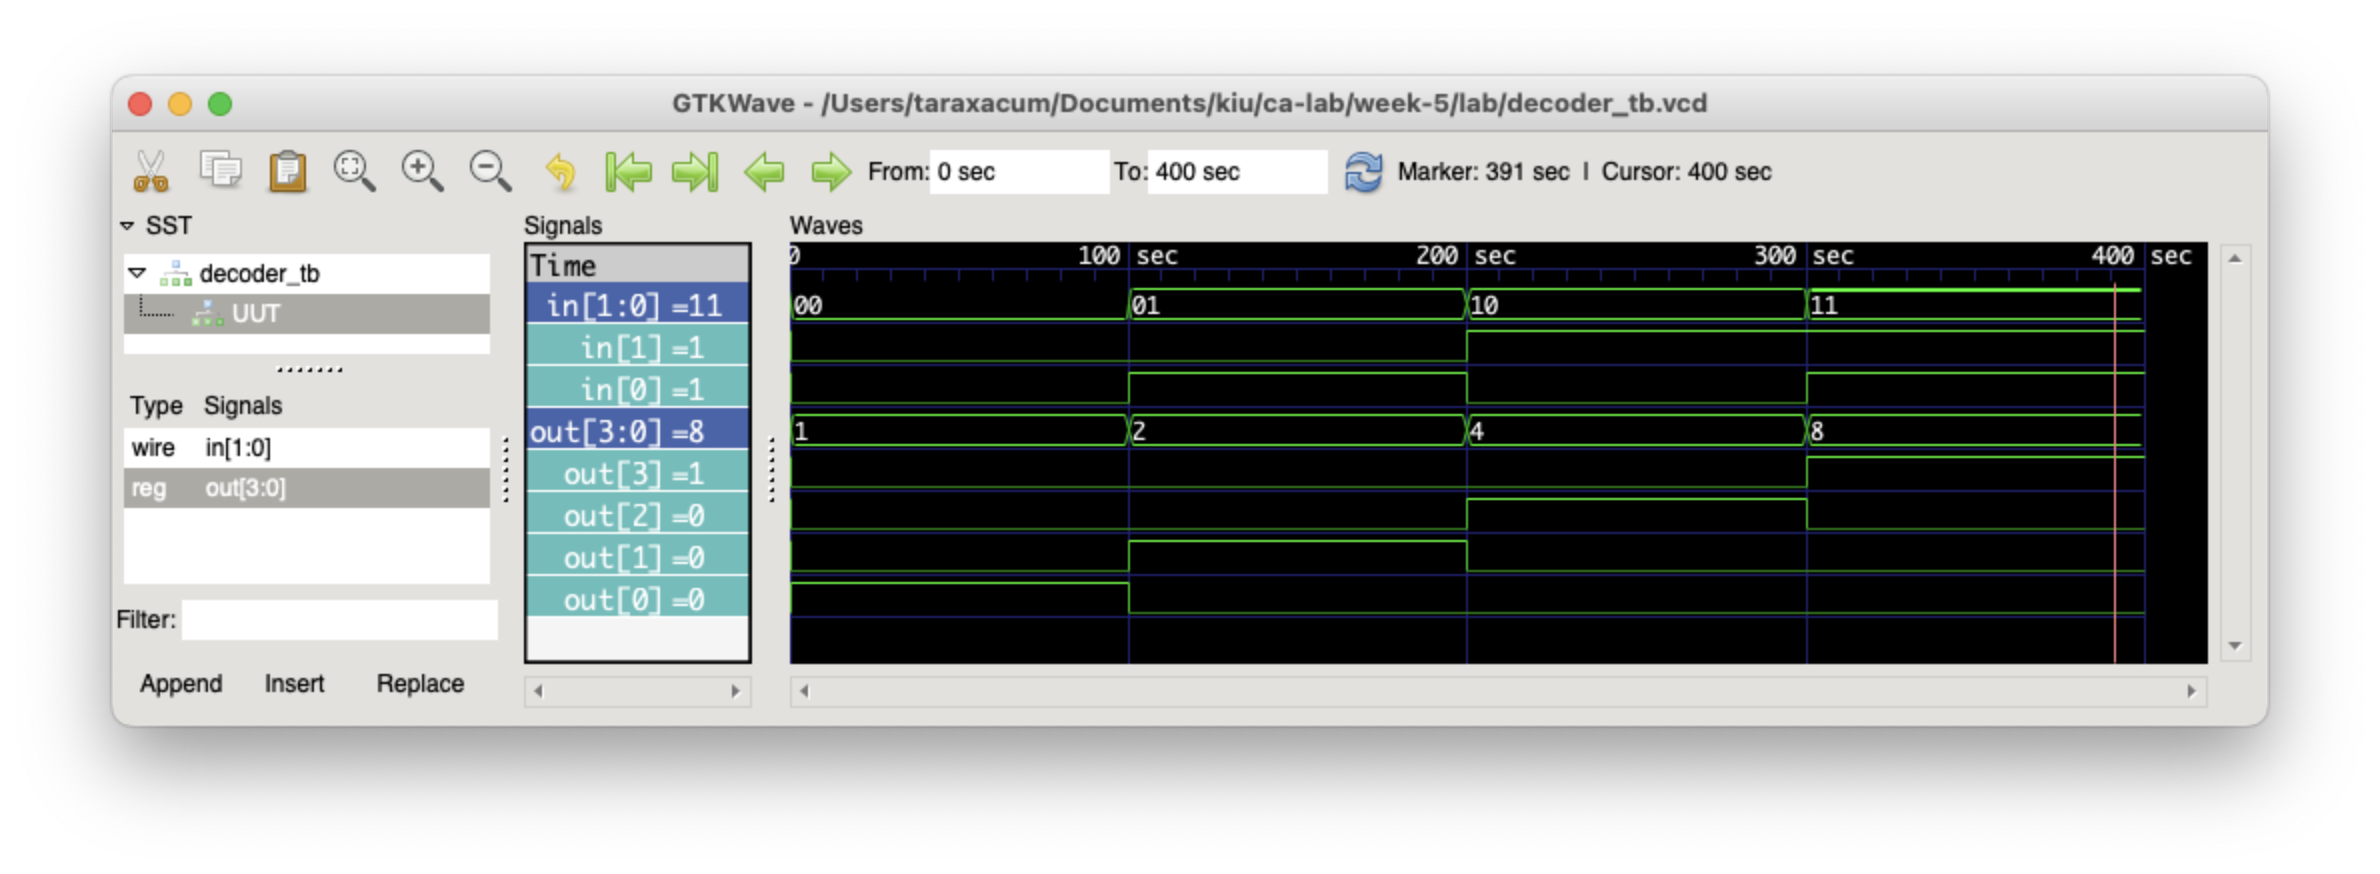 GTKWave - /Users/taraxacum/Documents/kiu/ca-lab/week-5/lab/decoder_tb.vcd
From: 0 sec To: 400 sec Marker: 391 sec | Cursor: 400 sec
SST
decoder_tb
UUT
Type Signals
wire in[1:0]
reg out[3:0]
Filter:
Append Insert Replace
Signals
Time
in[1:0] =11
in[1] =1
in[0] =1
out[3:0] =8
out[3] =1
out[2] =0
out[1] =0
out[0] =0
Waves
0 100 sec 200 sec 300 sec 400 sec
00 01 10 11
1 2 4 8